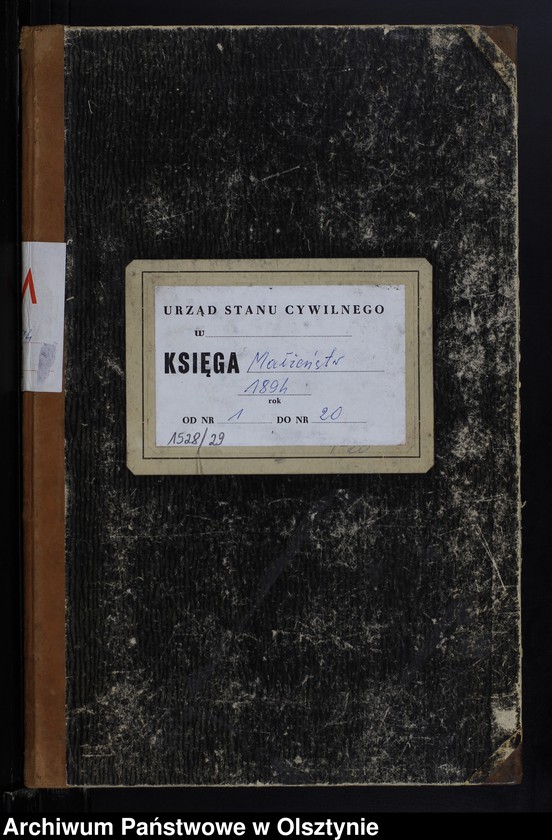 URZĄD STANU CYWILNEGO
w
KSIĘGA Małżeństw
1894
rok
OD NR 1 DO NR 20
1528/29
M
Archiwum Państwowe w Olsztynie